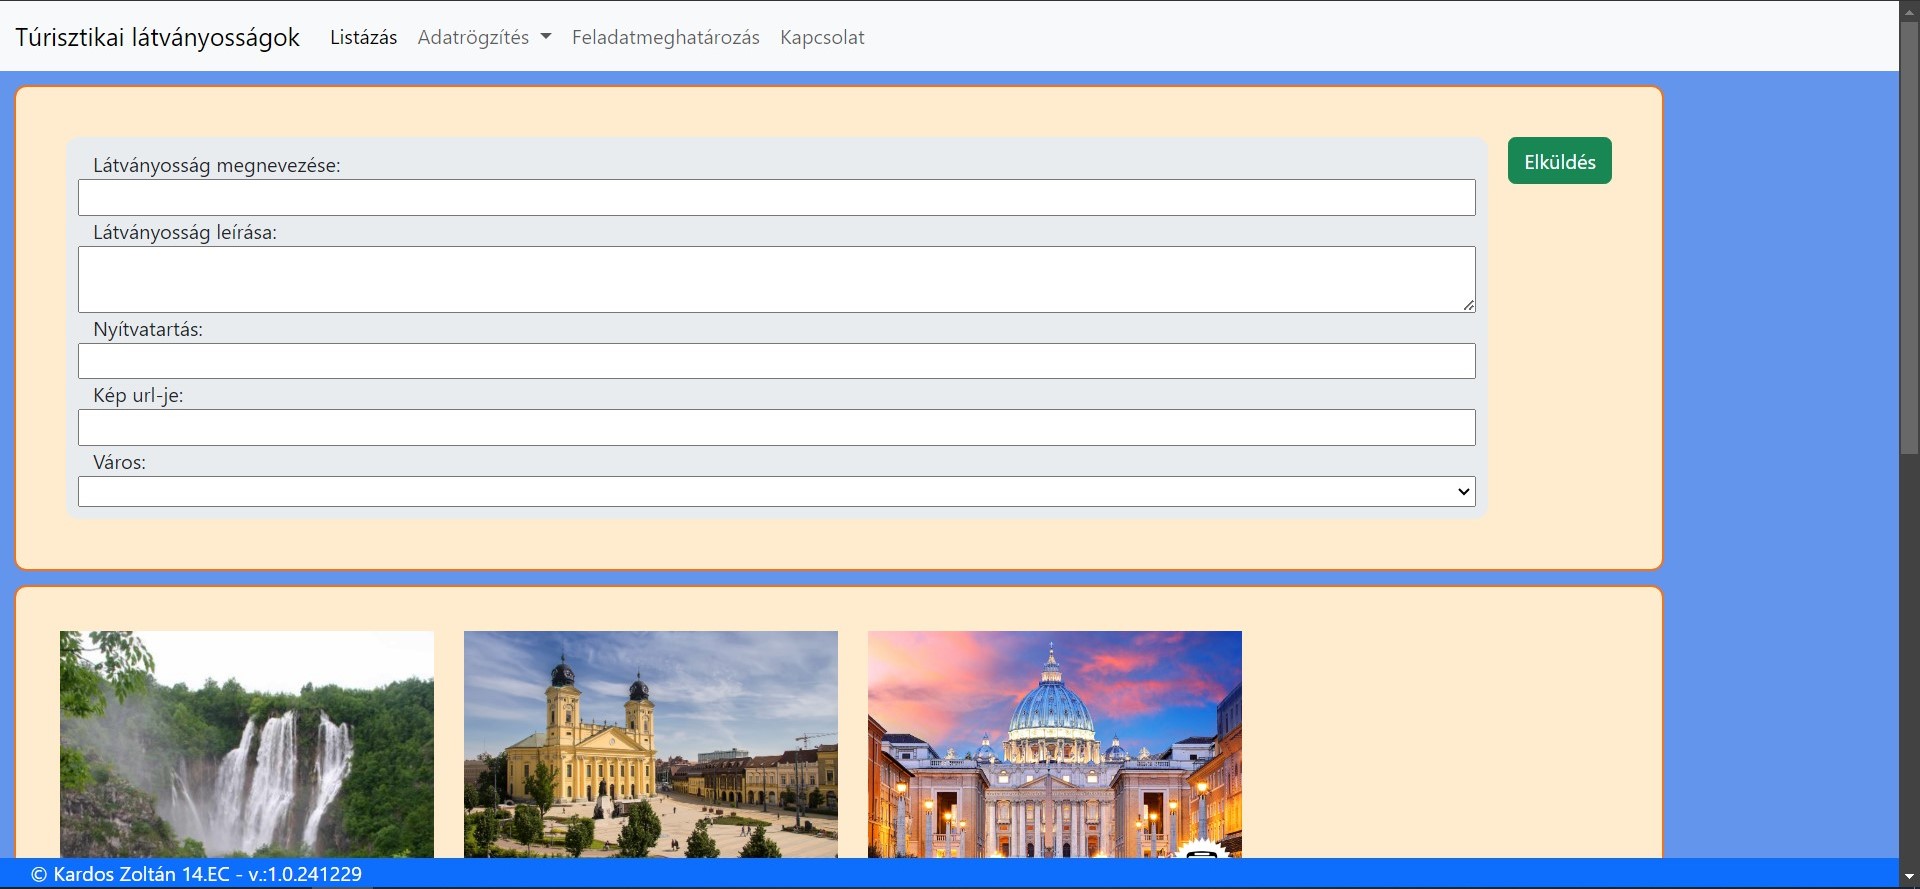 Túrisztikai látványosságok Listázás Adatrögzítés Feladatmeghatározás Kapcsolat
Látványosság megnevezése:
Elküldés
Látványosság leírása:
Nyítvatartás:
Kép url-je:
Város:
© Kardos Zoltán 14.EC - v.:1.0.241229